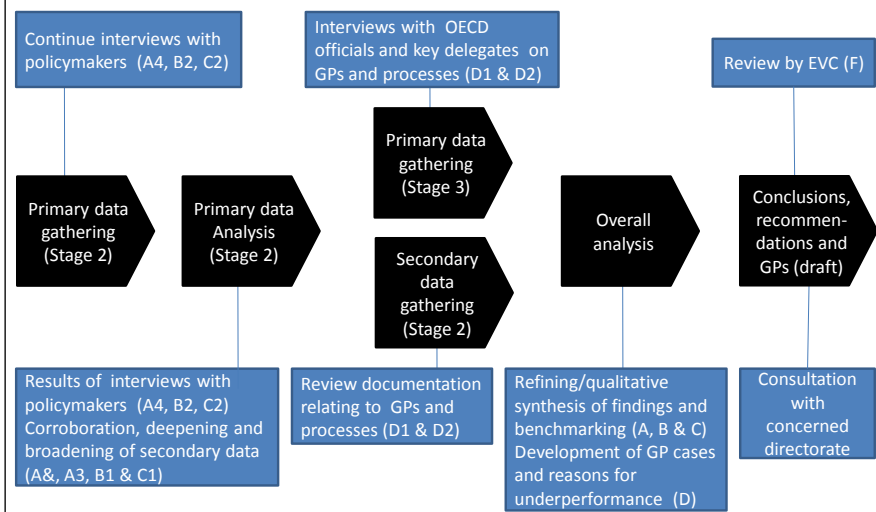 Continue interviews with
policymakers (A4, B2, C2)
Interviews with OECD
officials and key delegates on
GPs and processes (D1 & D2)
Review by EVC (F)
Primary data
gathering
(Stage 2)
Primary data
Analysis
(Stage 2)
Primary data
gathering
(Stage 3)
Secondary
data
gathering
(Stage 2)
Overall
analysis
Conclusions,
recommen-
dations and
GPs (draft)
Results of interviews with
policymakers (A4, B2, C2)
Corroboration, deepening and
broadening of secondary data
(A&, A3, B1 & C1)
Review documentation
relating to GPs and
processes (D1 & D2)
Refining/qualitative
synthesis of findings and
benchmarking (A, B & C)
Development of GP cases
and reasons for
underperformance (D)
Consultation
with
concerned
directorate